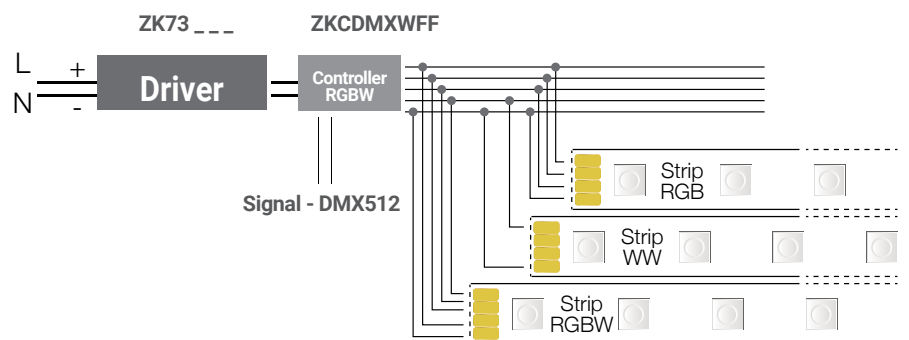 ZK73 _ _ _
ZKCDMXWFF
L
+
N
-
Driver
Controller
RGBW
Signal - DMX512
Strip
RGB
Strip
WW
Strip
RGBW